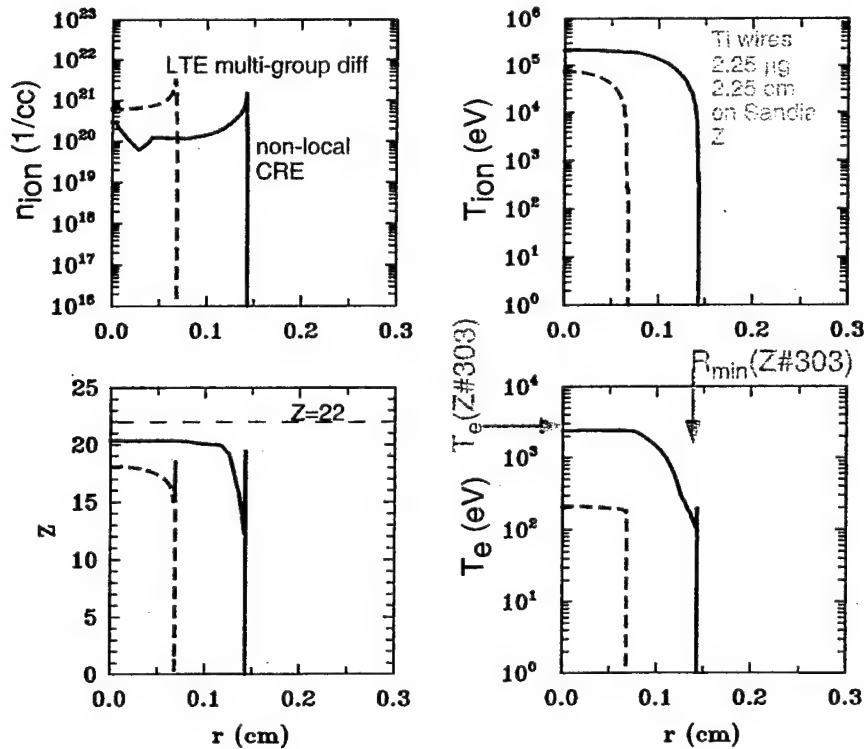 10²³
10²²
10²¹
10²⁰
10¹⁹
10¹⁸
10¹⁷
10¹⁶
n_ion (1/cc)
LTE multi-group diff
non-local
CRE
0.0
0.1
0.2
0.3
10⁶
10⁵
10⁴
10³
10²
10¹
10⁰
T_ion (eV)
Ti wires
2.25 µg
2.25 cm
on Sandia
Z
0.0
0.1
0.2
0.3
25
20
15
10
5
0
Z
Z=22
0.0
0.1
0.2
0.3
r (cm)
T_e(Z#303)
R_min(Z#303)
10⁴
10³
10²
10¹
10⁰
T_e (eV)
0.0
0.1
0.2
0.3
r (cm)